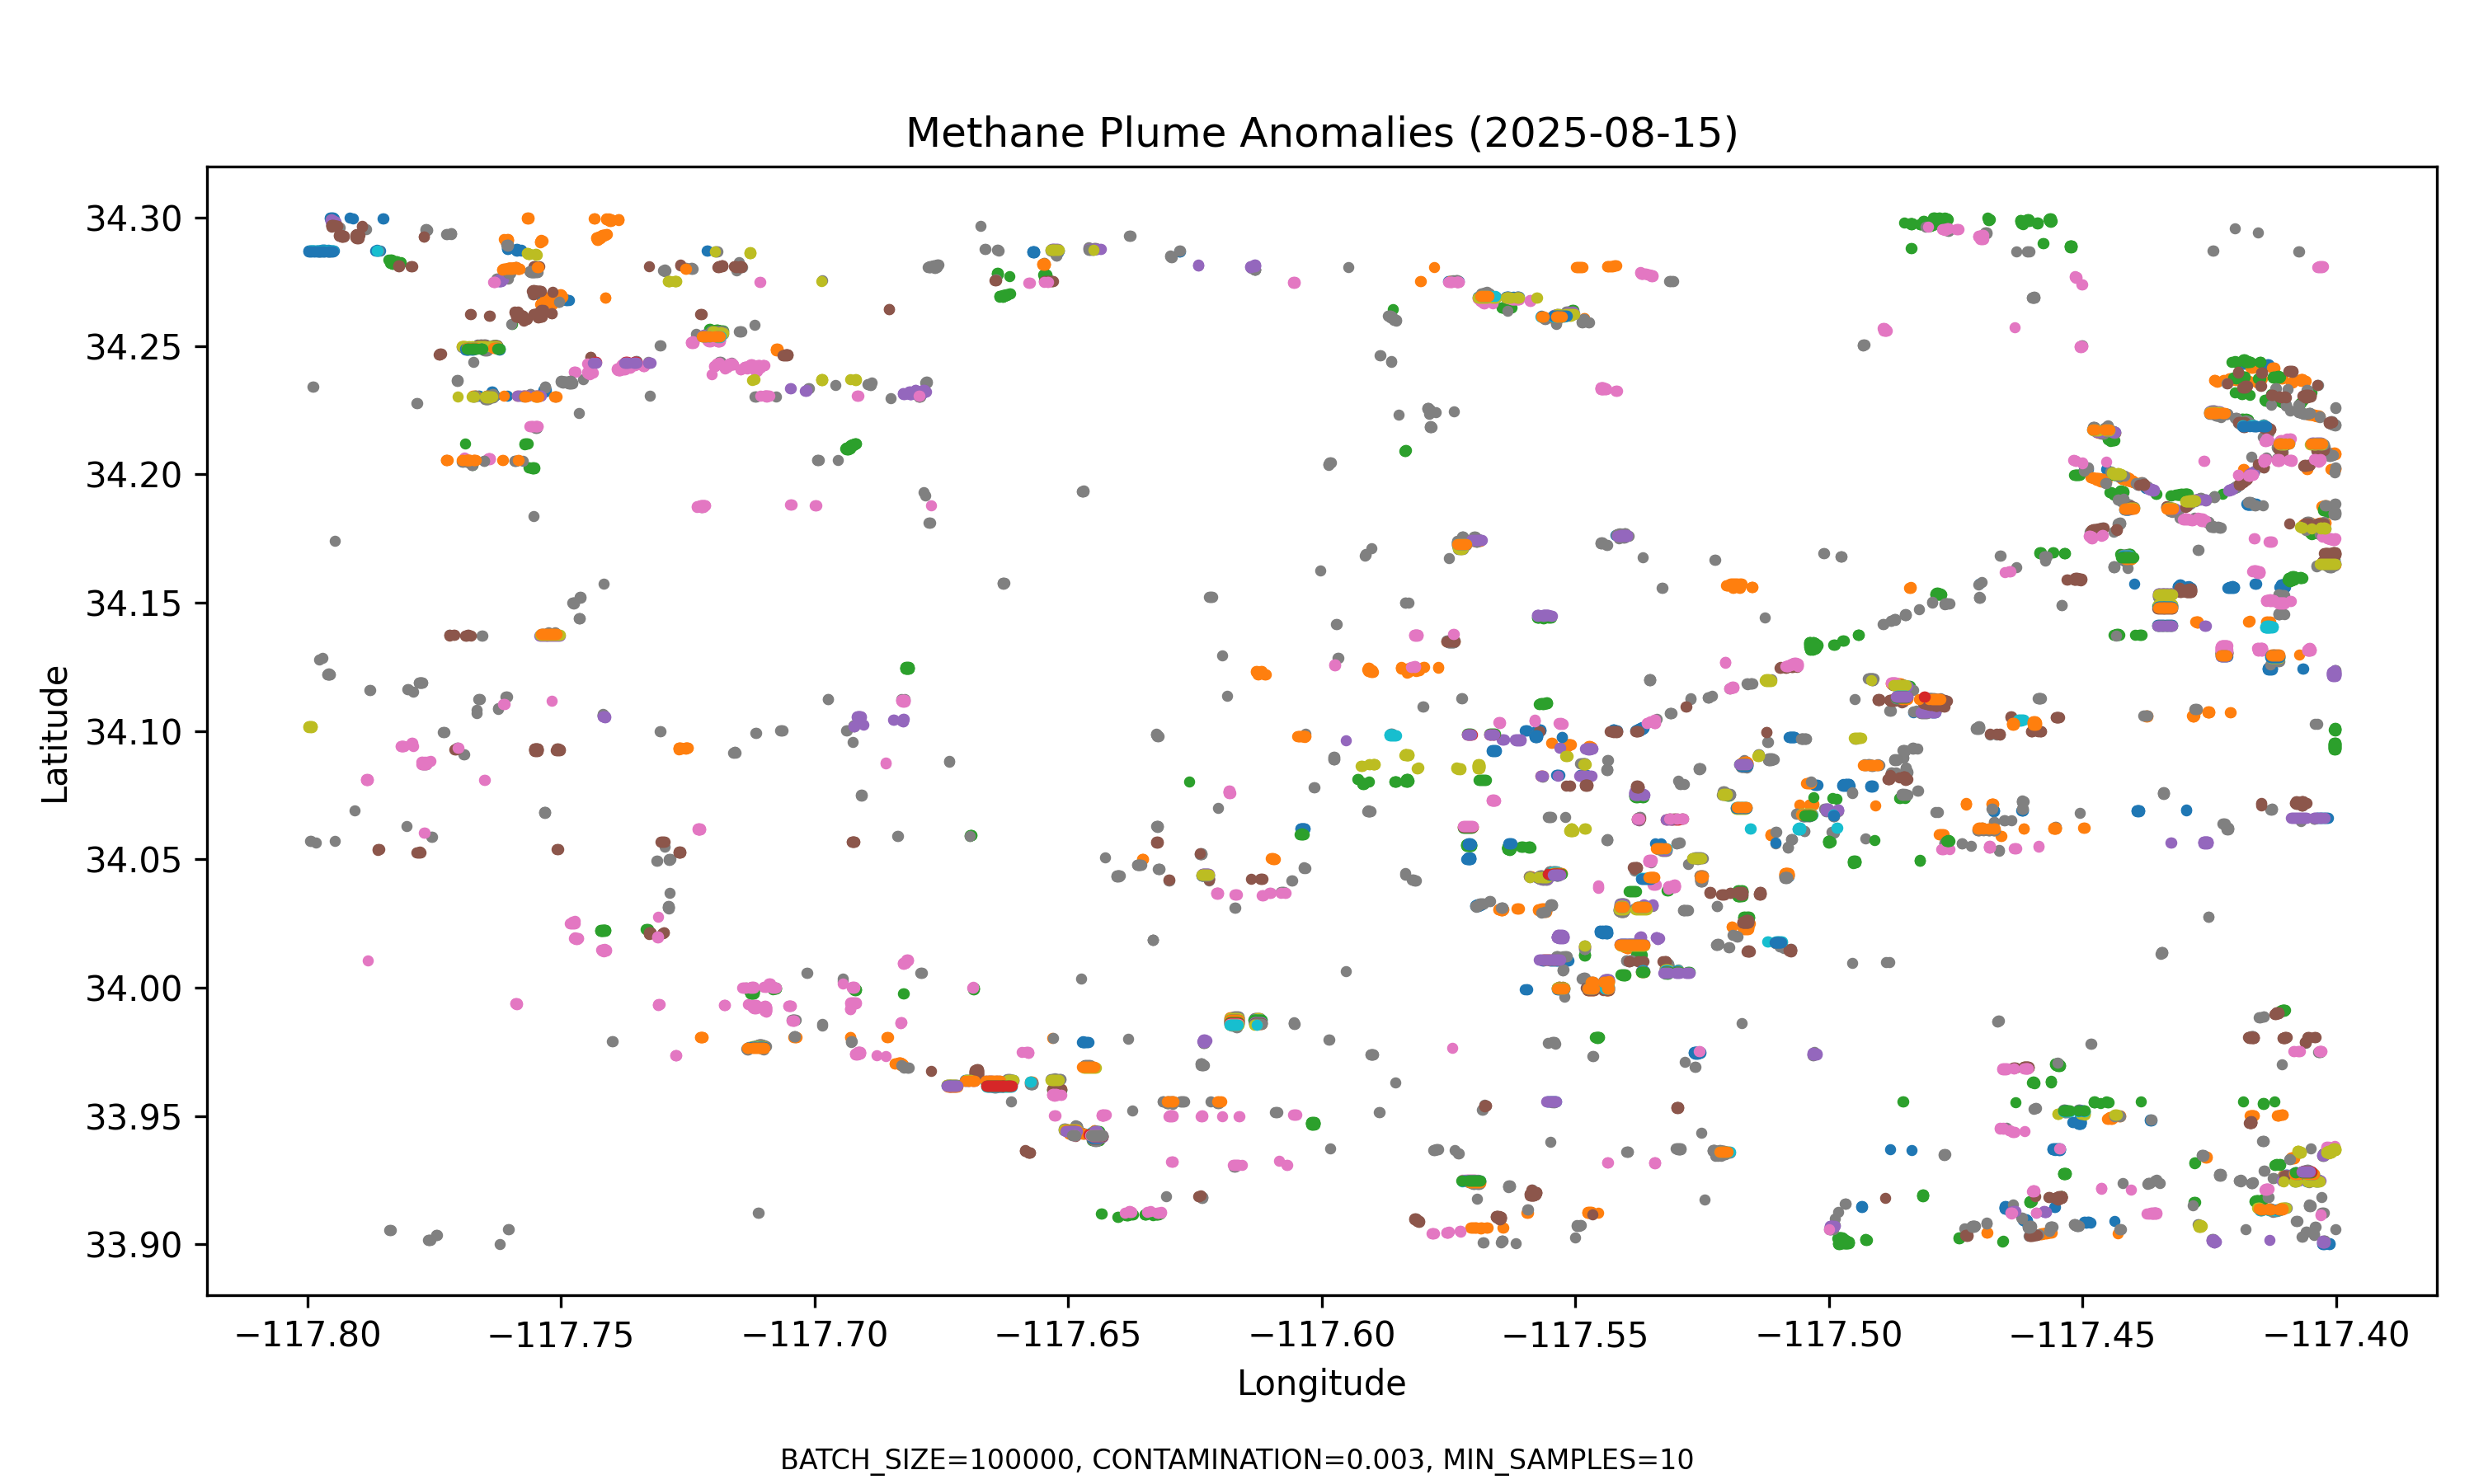 Methane Plume Anomalies (2025-08-15)
34.30
34.25
34.20
34.15
34.10
34.05
34.00
33.95
33.90
Latitude
−117.80 −117.75 −117.70 −117.65 −117.60 −117.55 −117.50 −117.45 −117.40
Longitude
BATCH_SIZE=100000, CONTAMINATION=0.003, MIN_SAMPLES=10